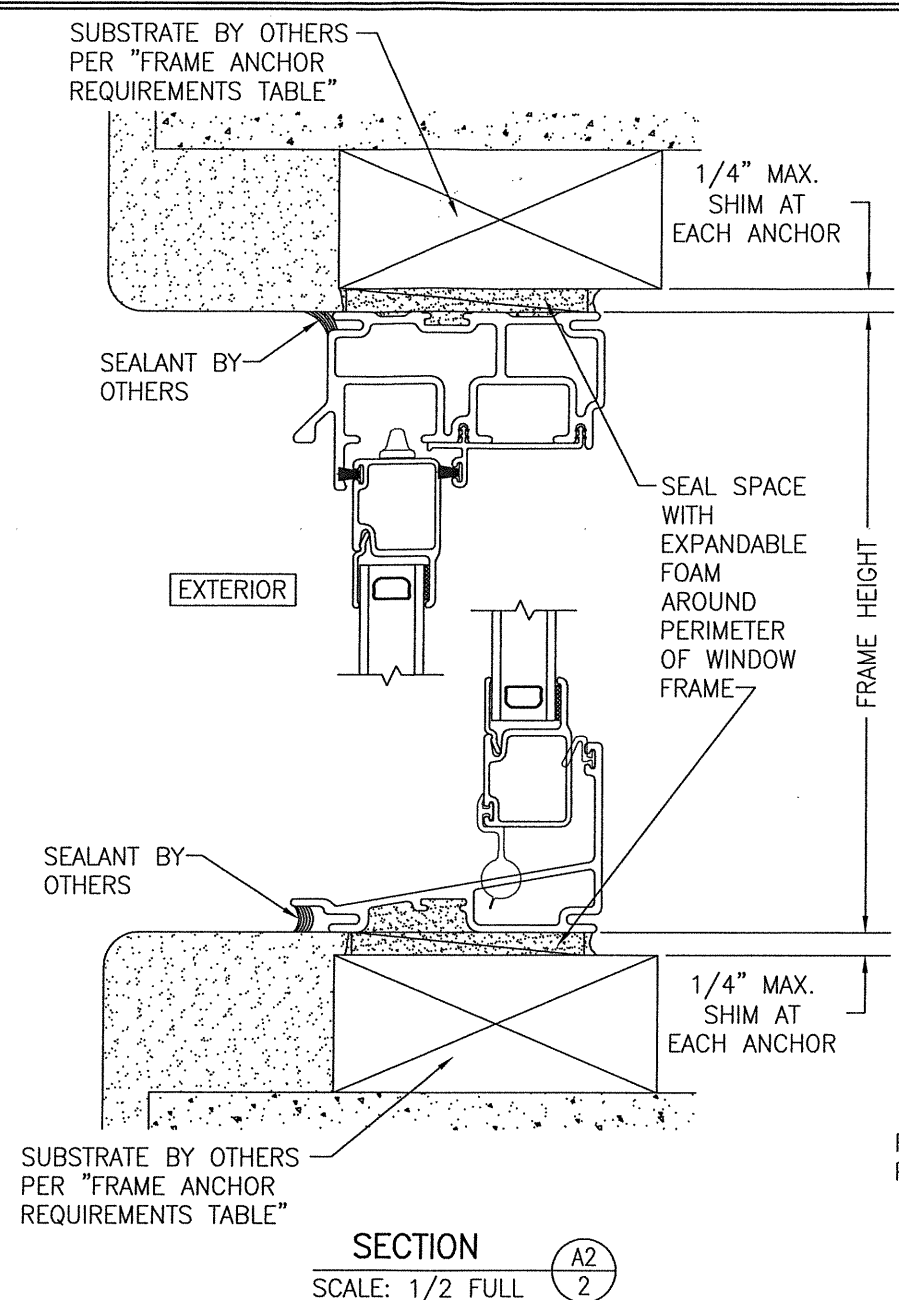 SUBSTRATE BY OTHERS
PER "FRAME ANCHOR
REQUIREMENTS TABLE"
1/4" MAX.
SHIM AT
EACH ANCHOR
SEALANT BY
OTHERS
SEAL SPACE
WITH
EXPANDABLE
FOAM
AROUND
PERIMETER
OF WINDOW
FRAME
EXTERIOR
FRAME HEIGHT
SEALANT BY
OTHERS
1/4" MAX.
SHIM AT
EACH ANCHOR
SUBSTRATE BY OTHERS
PER "FRAME ANCHOR
REQUIREMENTS TABLE"
SECTION
SCALE: 1/2 FULL
A2
2